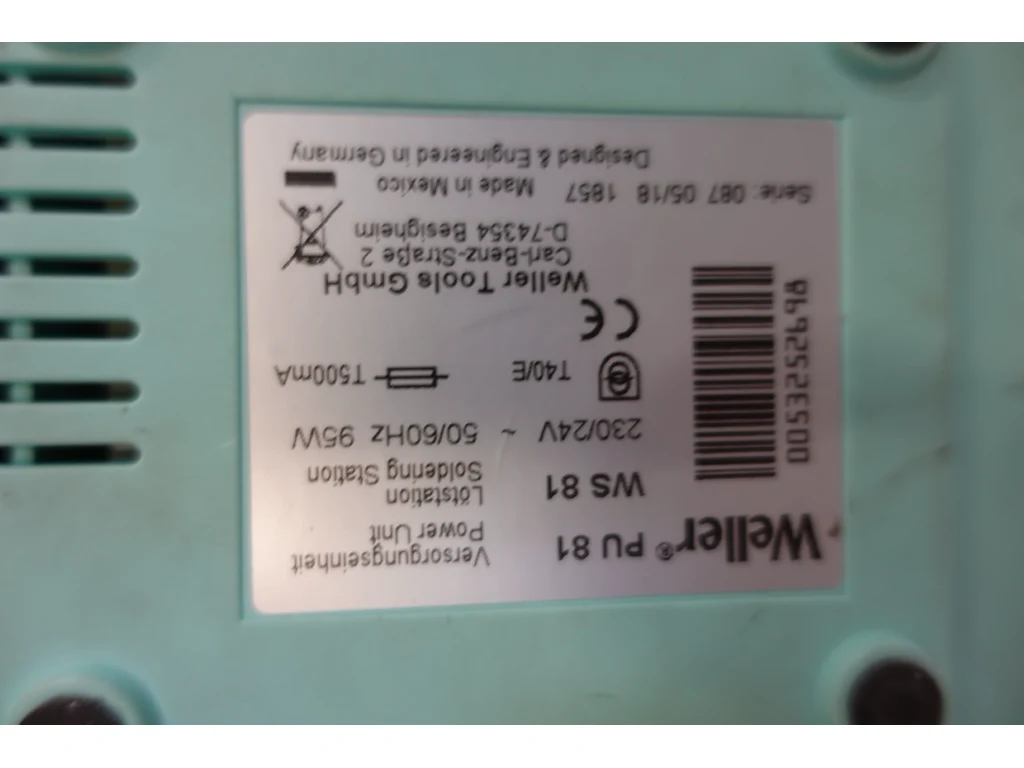 Weller® PU 81 Versorgungseinheit
Power Unit
WS 81 Lötstation
Soldering Station
230/24V ~ 50/60Hz 95W
T40/E T500mA
CE
Weller Tools GmbH
Carl-Benz-Straße 2
D-74354 Besigheim
Serie: 087 05/18 1857 Made in Mexico
Designed & Engineered in Germany